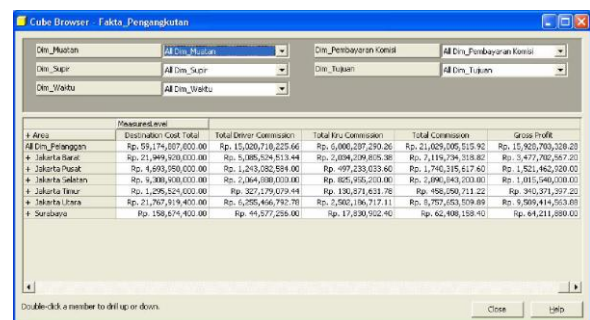 Cube Browser - Fakta_Pengangkutan
Dim_Muatan All Dim_Muatan Dim_Pembayaran Komisi All Dim_Pembayaran Komisi
Dim_Supir All Dim_Supir Dim_Tujuan All Dim_Tujuan
Dim_Waktu All Dim_Waktu
MeasuresLevel
+ Area Destination Cost Total Total Driver Commission Total Kru Commission Total Commission Gross Profit
All Dim_Pelanggan Rp. 59,174,887,800.00 Rp. 15,020,718,225.66 Rp. 6,008,287,290.26 Rp. 21,029,005,515.92 Rp. 15,928,703,328.28
+ Jakarta Barat Rp. 21,949,920,000.00 Rp. 5,085,524,513.44 Rp. 2,034,209,805.38 Rp. 7,119,734,318.82 Rp. 3,477,782,567.20
+ Jakarta Pusat Rp. 4,693,950,000.00 Rp. 1,243,082,584.00 Rp. 497,233,033.60 Rp. 1,740,315,617.60 Rp. 1,521,462,920.00
+ Jakarta Selatan Rp. 9,308,900,000.00 Rp. 2,064,888,000.00 Rp. 825,955,200.00 Rp. 2,890,843,200.00 Rp. 1,015,540,000.00
+ Jakarta Timur Rp. 1,295,524,000.00 Rp. 327,179,079.44 Rp. 130,871,631.78 Rp. 458,050,711.22 Rp. 340,371,397.20
+ Jakarta Utara Rp. 21,767,919,400.00 Rp. 6,255,466,792.78 Rp. 2,502,186,717.11 Rp. 8,757,653,509.89 Rp. 9,509,414,563.88
+ Surabaya Rp. 158,674,400.00 Rp. 44,577,256.00 Rp. 17,830,902.40 Rp. 62,408,158.40 Rp. 64,211,880.00
Double-click a member to drill up or down.
Close Help